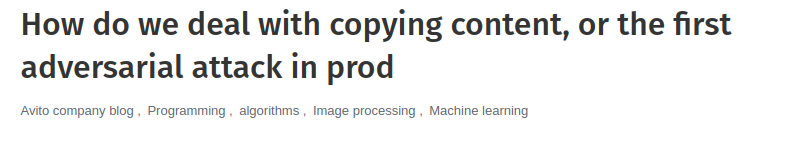 How do we deal with copying content, or the first
adversarial attack in prod
Avito company blog , Programming , algorithms , Image processing , Machine learning